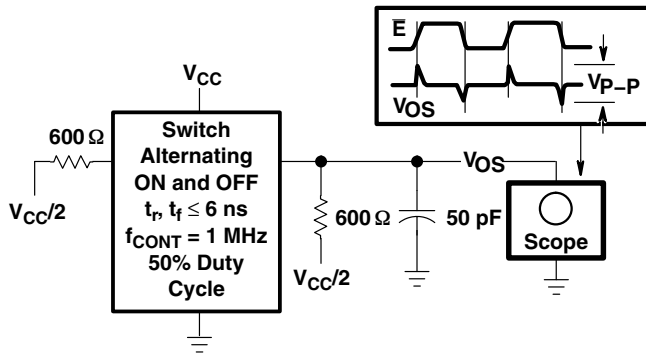 E̅
V_P–P
V_OS
V_CC
600 Ω
V_CC/2
Switch
Alternating
ON and OFF
t_r, t_f ≤ 6 ns
f_CONT = 1 MHz
50% Duty
Cycle
V_OS
600 Ω
50 pF
V_CC/2
Scope